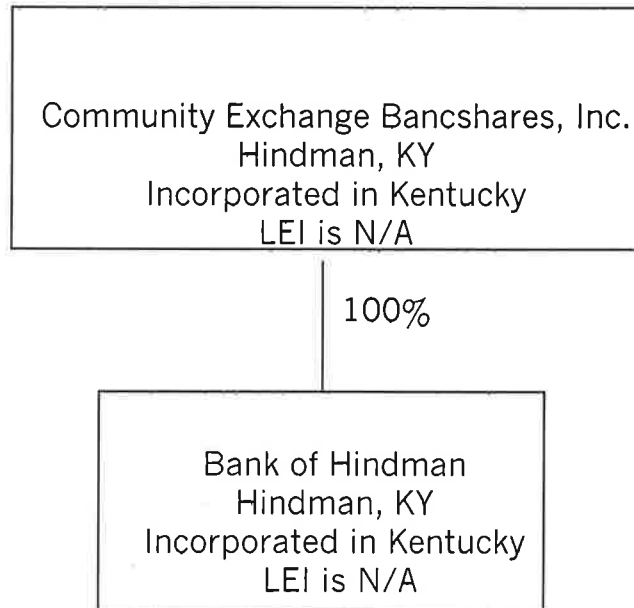 Community Exchange Bancshares, Inc.
Hindman, KY
Incorporated in Kentucky
LEI is N/A
100%
Bank of Hindman
Hindman, KY
Incorporated in Kentucky
LEI is N/A